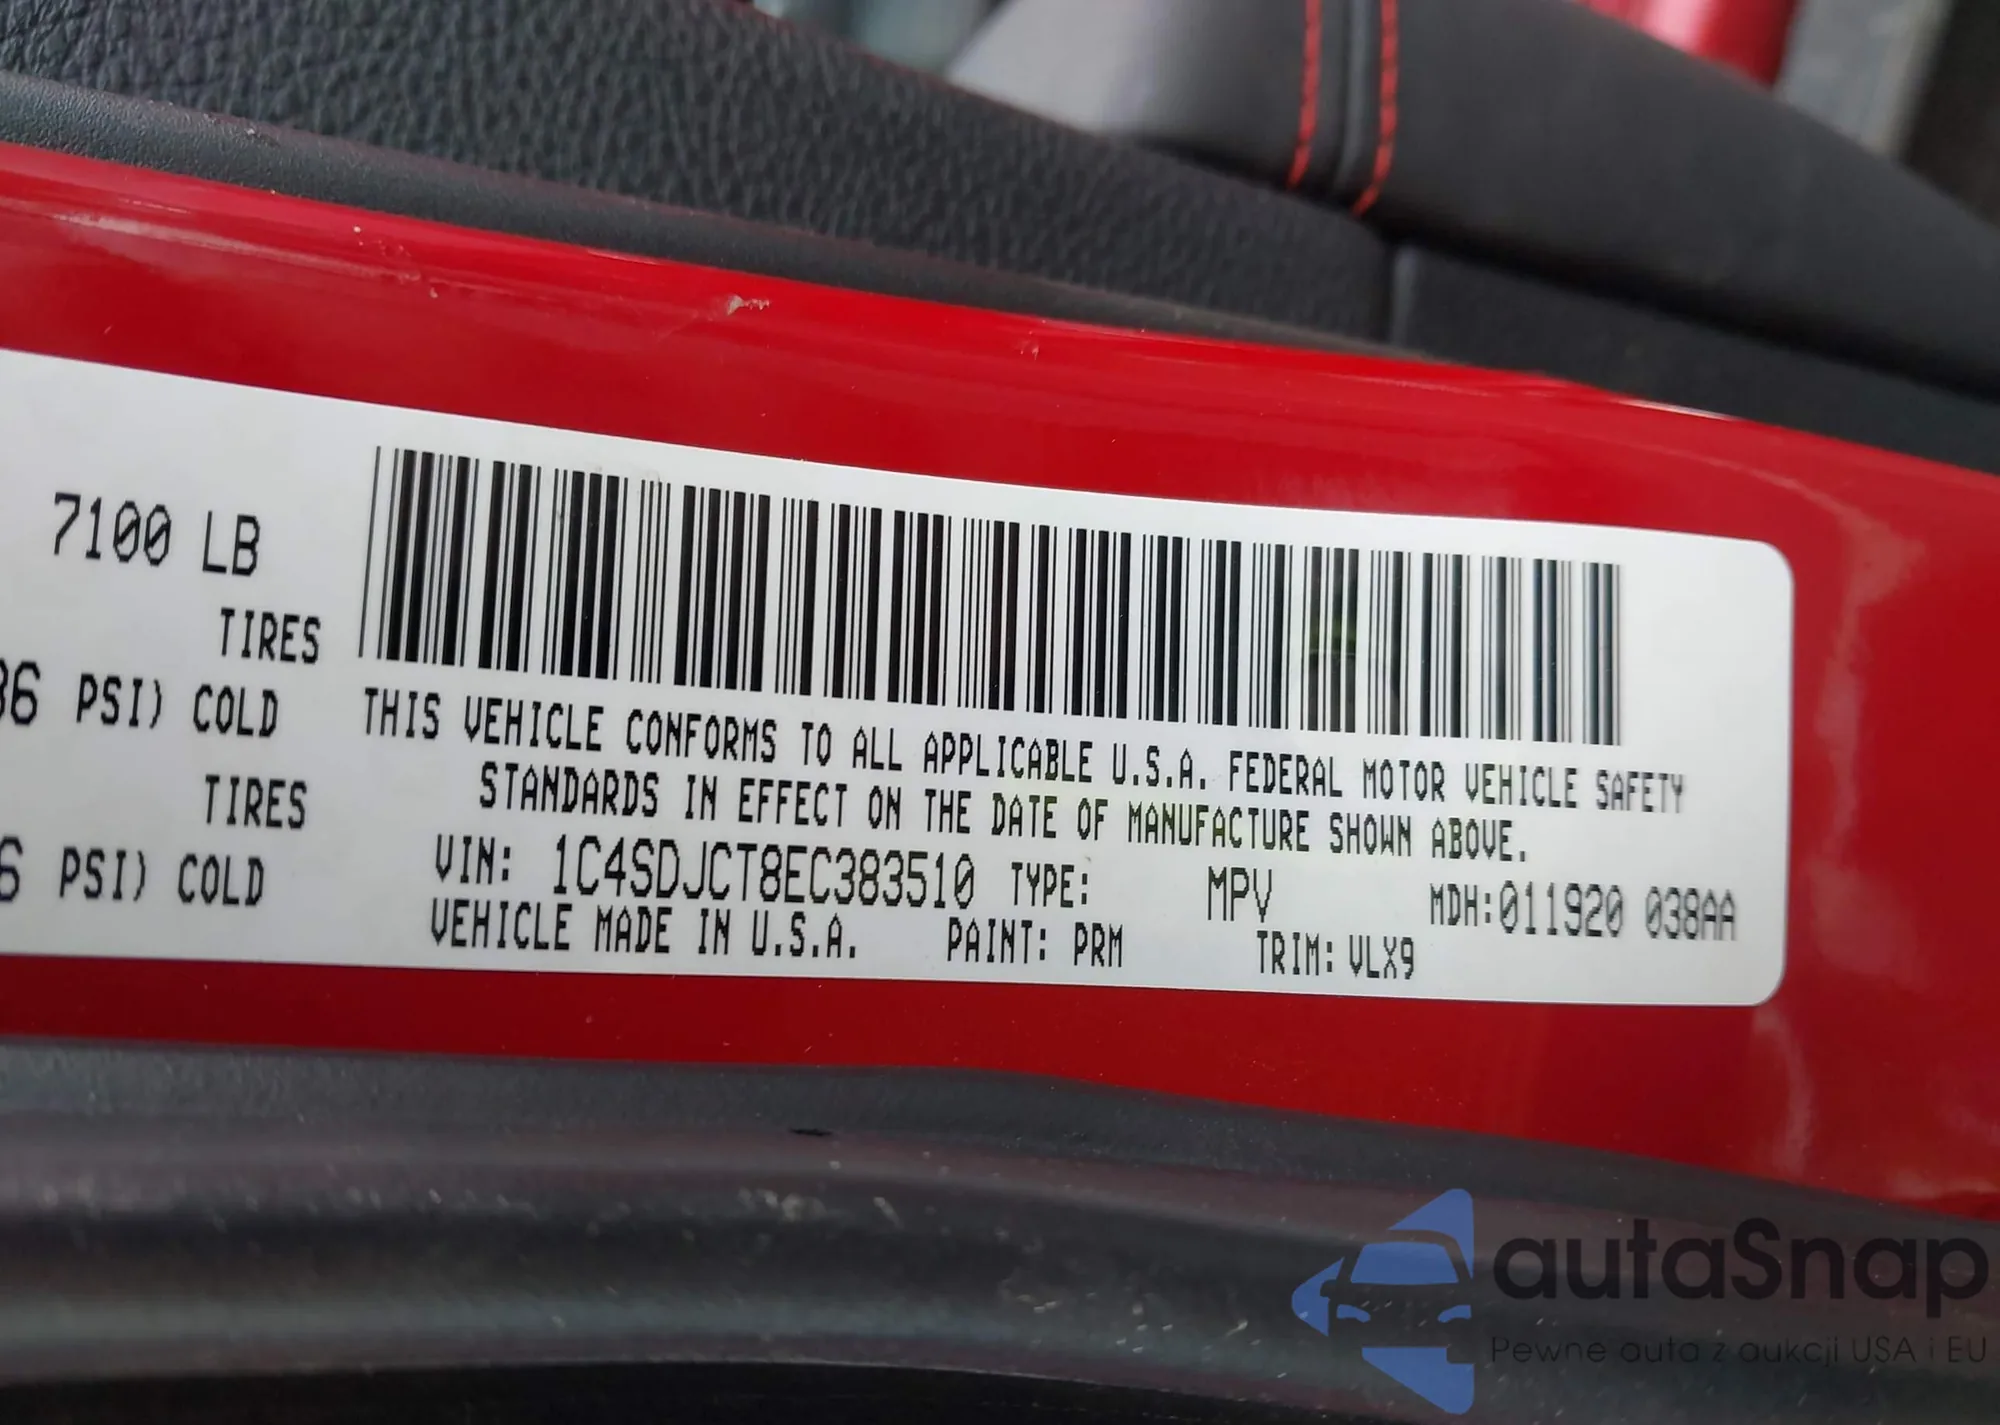 7100 LB
TIRES
36 PSI) COLD
TIRES
6 PSI) COLD
THIS VEHICLE CONFORMS TO ALL APPLICABLE U.S.A. FEDERAL MOTOR VEHICLE SAFETY
STANDARDS IN EFFECT ON THE DATE OF MANUFACTURE SHOWN ABOVE.
VIN: 1C4SDJCT8EC383510 TYPE: MPV MDH:011920 038AA
VEHICLE MADE IN U.S.A. PAINT: PRM TRIM: VLX9
autaSnap
Pewne auta z aukcji USA i EU